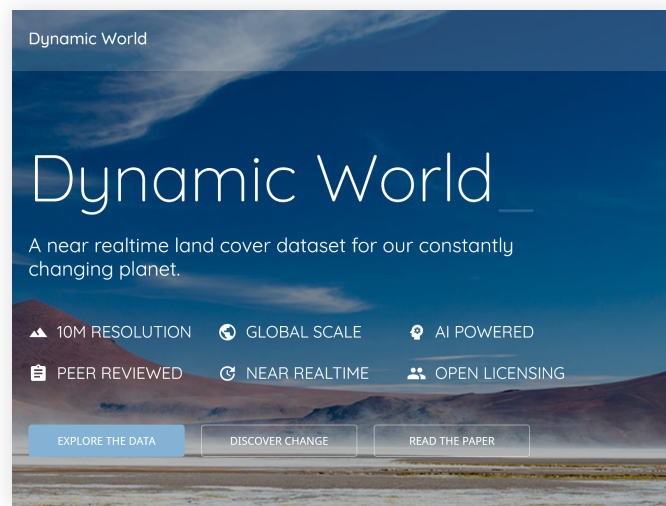 Dynamic World
Dynamic World_
A near realtime land cover dataset for our constantly
changing planet.
10M RESOLUTION
GLOBAL SCALE
AI POWERED
PEER REVIEWED
NEAR REALTIME
OPEN LICENSING
EXPLORE THE DATA
DISCOVER CHANGE
READ THE PAPER